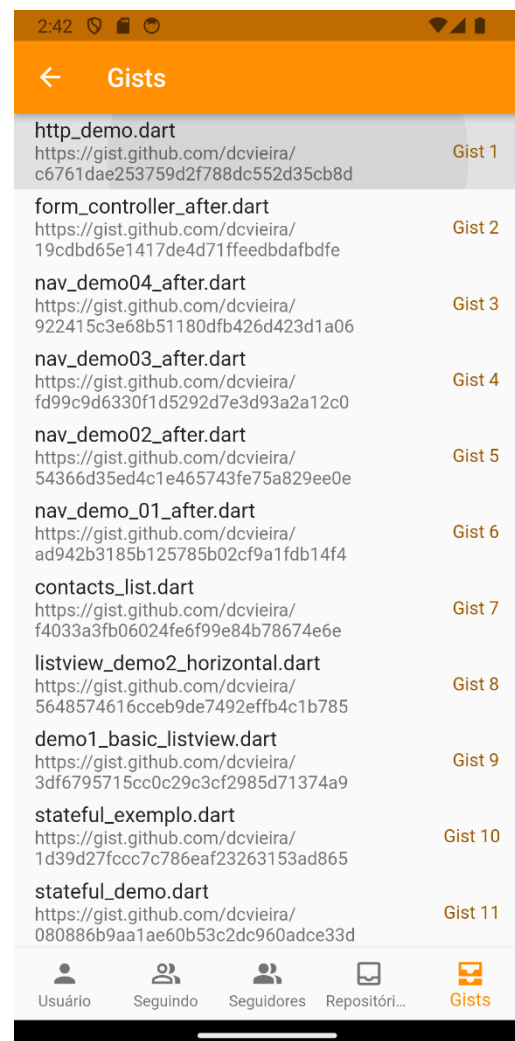 2:42
Gists
http_demo.dart
https://gist.github.com/dcvieira/
c6761dae253759d2f788dc552d35cb8d
Gist 1
form_controller_after.dart
https://gist.github.com/dcvieira/
19cdbd65e1417de4d71ffeedbdafbdfe
Gist 2
nav_demo04_after.dart
https://gist.github.com/dcvieira/
922415c3e68b51180dfb426d423d1a06
Gist 3
nav_demo03_after.dart
https://gist.github.com/dcvieira/
fd99c9d6330f1d5292d7e3d93a2a12c0
Gist 4
nav_demo02_after.dart
https://gist.github.com/dcvieira/
54366d35ed4c1e465743fe75a829ee0e
Gist 5
nav_demo_01_after.dart
https://gist.github.com/dcvieira/
ad942b3185b125785b02cf9a1fdb14f4
Gist 6
contacts_list.dart
https://gist.github.com/dcvieira/
f4033a3fb06024fe6f99e84b78674e6e
Gist 7
listview_demo2_horizontal.dart
https://gist.github.com/dcvieira/
5648574616cceb9de7492effb4c1b785
Gist 8
demo1_basic_listview.dart
https://gist.github.com/dcvieira/
3df6795715cc0c29c3cf2985d71374a9
Gist 9
stateful_exemplo.dart
https://gist.github.com/dcvieira/
1d39d27fccc7c786eaf23263153ad865
Gist 10
stateful_demo.dart
https://gist.github.com/dcvieira/
080886b9aa1ae60b53c2dc960adce33d
Gist 11
Usuário
Seguindo
Seguidores
Repositóri...
Gists